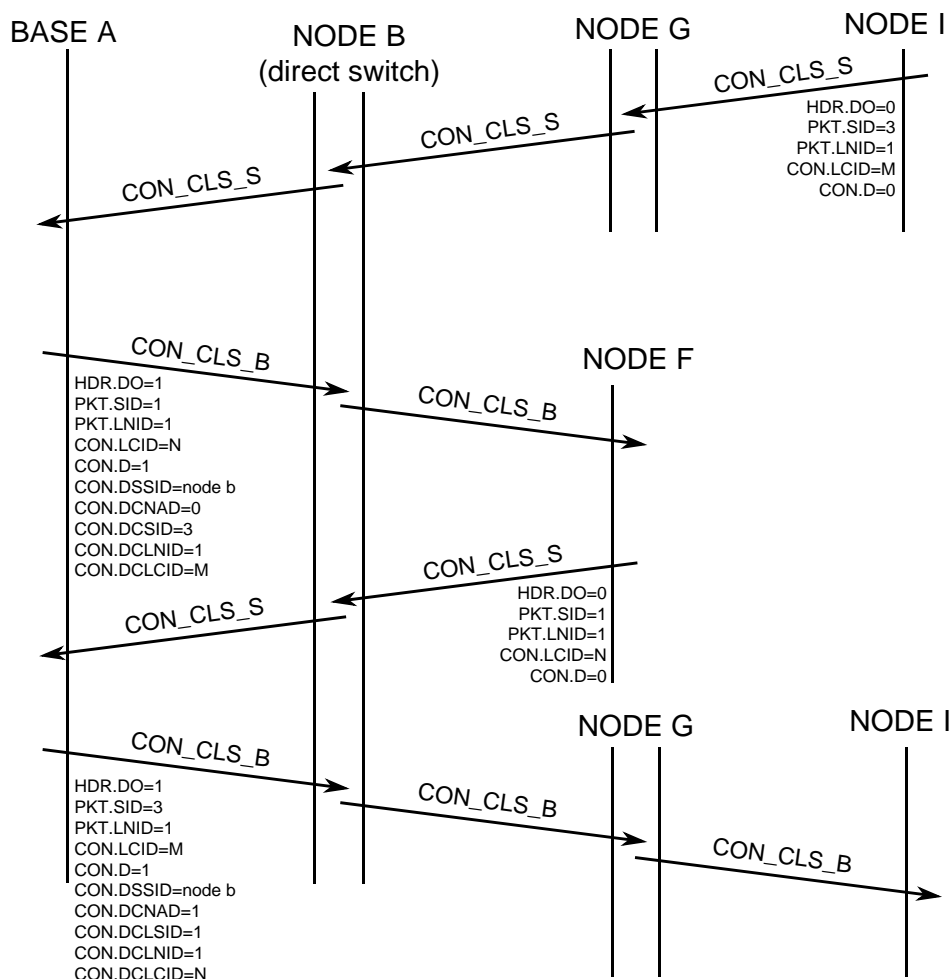 BASE A
NODE B
(direct switch)
NODE G
NODE I
CON_CLS_S
HDR.DO=0
PKT.SID=3
PKT.LNID=1
CON.LCID=M
CON.D=0
CON_CLS_S
CON_CLS_S
CON_CLS_B
HDR.DO=1
PKT.SID=1
PKT.LNID=1
CON.LCID=N
CON.D=1
CON.DSSID=node b
CON.DCNAD=0
CON.DCSID=3
CON.DCLNID=1
CON.DCLCID=M
NODE F
CON_CLS_B
CON_CLS_S
HDR.DO=0
PKT.SID=1
PKT.LNID=1
CON.LCID=N
CON.D=0
CON_CLS_S
NODE G
NODE I
CON_CLS_B
HDR.DO=1
PKT.SID=3
PKT.LNID=1
CON.LCID=M
CON.D=1
CON.DSSID=node b
CON.DCNAD=1
CON.DCLSID=1
CON.DCLNID=1
CON.DCLCID=N
CON_CLS_B
CON_CLS_B